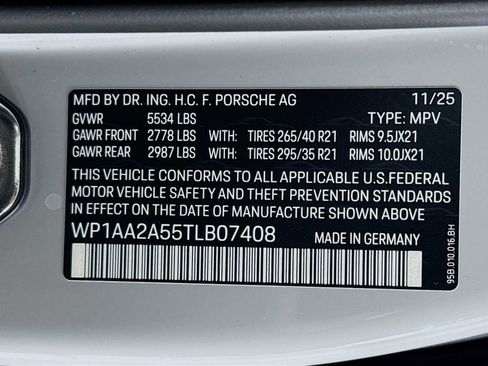 MFD BY DR. ING. H.C. F. PORSCHE AG 11/25
GVWR 5534 LBS TYPE: MPV
GAWR FRONT 2778 LBS WITH: TIRES 265/40 R21 RIMS 9.5JX21
GAWR REAR 2987 LBS WITH: TIRES 295/35 R21 RIMS 10.0JX21
THIS VEHICLE CONFORMS TO ALL APPLICABLE U.S.FEDERAL
MOTOR VEHICLE SAFETY AND THEFT PREVENTION STANDARDS
IN EFFECT ON THE DATE OF MANUFACTURE SHOWN ABOVE
WP1AA2A55TLB07408 MADE IN GERMANY
95B.010.016.BH